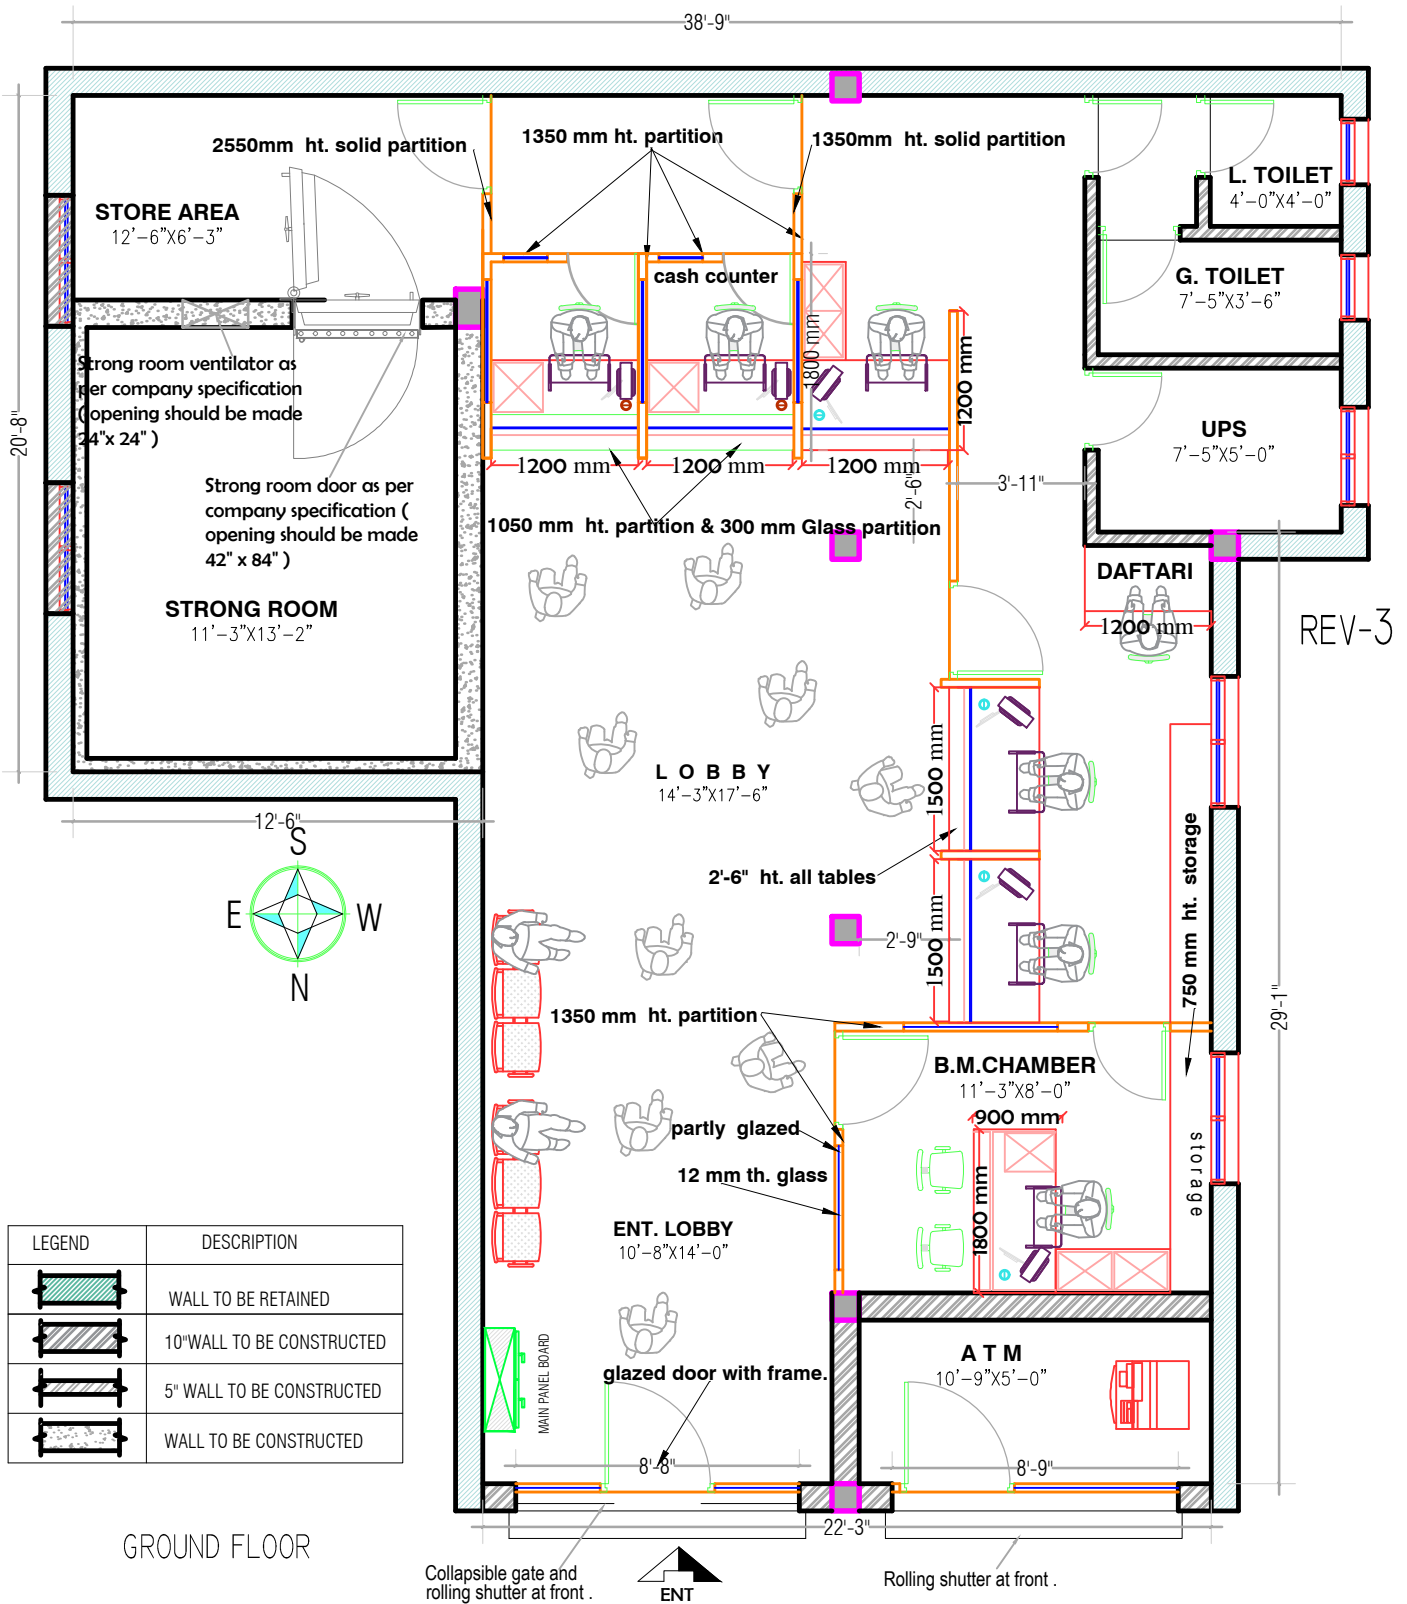 38'-9"
2550mm ht. solid partition
1350 mm ht. partition
1350mm ht. solid partition
STORE AREA
12'-6"X6'-3"
L. TOILET
4'-0"X4'-0"
G. TOILET
7'-5"X3'-6"
cash counter
1800 mm
1200 mm
Strong room ventilator as
per company specification
( opening should be made
24"x 24" )
20'-8"
UPS
7'-5"X5'-0"
1200 mm
1200 mm
1200 mm
2'-6"
3'-11"
Strong room door as per
company specification (
opening should be made
42" x 84" )
1050 mm ht. partition & 300 mm Glass partition
STRONG ROOM
11'-3"X13'-2"
DAFTARI
1200 mm
REV-3
1500 mm
L O B B Y
14'-3"X17'-6"
12'-6"
S
E
W
N
2'-6" ht. all tables
750 mm ht. storage
1500 mm
2'-9"
29'-1"
1350 mm ht. partition
B.M.CHAMBER
11'-3"X8'-0"
900 mm
partly glazed
12 mm th. glass
1800 mm
storage
ENT. LOBBY
10'-8"X14'-0"
LEGEND
DESCRIPTION
WALL TO BE RETAINED
10"WALL TO BE CONSTRUCTED
5" WALL TO BE CONSTRUCTED
WALL TO BE CONSTRUCTED
MAIN PANEL BOARD
glazed door with frame.
A T M
10'-9"X5'-0"
8'-8"
8'-9"
22'-3"
GROUND FLOOR
Collapsible gate and
rolling shutter at front .
ENT
Rolling shutter at front .